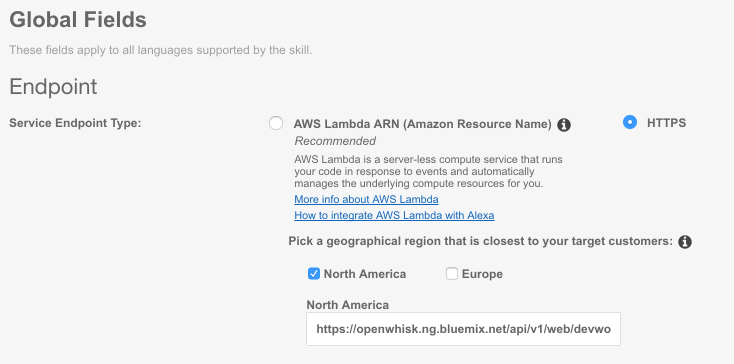 Global Fields
These fields apply to all languages supported by the skill.
Endpoint
Service Endpoint Type:
AWS Lambda ARN (Amazon Resource Name)
HTTPS
Recommended
AWS Lambda is a server-less compute service that runs
your code in response to events and automatically
manages the underlying compute resources for you.
More info about AWS Lambda
How to integrate AWS Lambda with Alexa
Pick a geographical region that is closest to your target customers:
North America
Europe
North America
https://openwhisk.ng.bluemix.net/api/v1/web/devwo